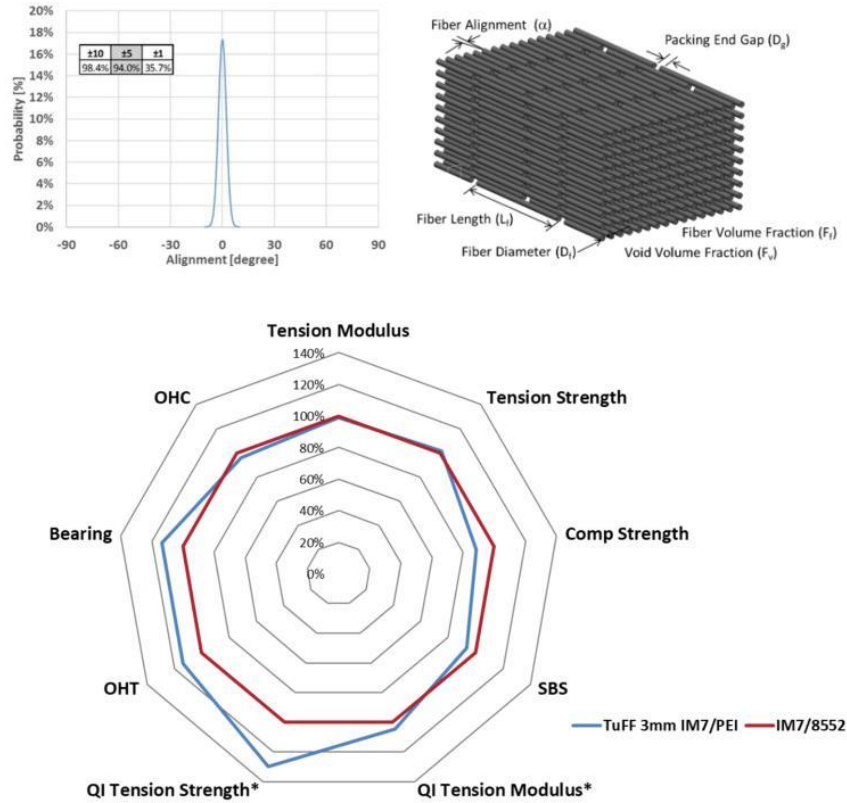 20%
18%
16%
14%
12%
10%
8%
6%
4%
2%
0%
Probability [%]
±10 ±5 ±1
98.4% 94.0% 35.7%
-90 -60 -30 0 30 60 90
Alignment [degree]
Fiber Alignment (α)
Packing End Gap (Dg)
Fiber Length (Lf)
Fiber Diameter (Df)
Fiber Volume Fraction (Ff)
Void Volume Fraction (Fv)
Tension Modulus
140%
120%
100%
80%
60%
40%
20%
0%
Tension Strength
Comp Strength
SBS
QI Tension Modulus*
QI Tension Strength*
OHT
Bearing
OHC
TuFF 3mm IM7/PEI
IM7/8552